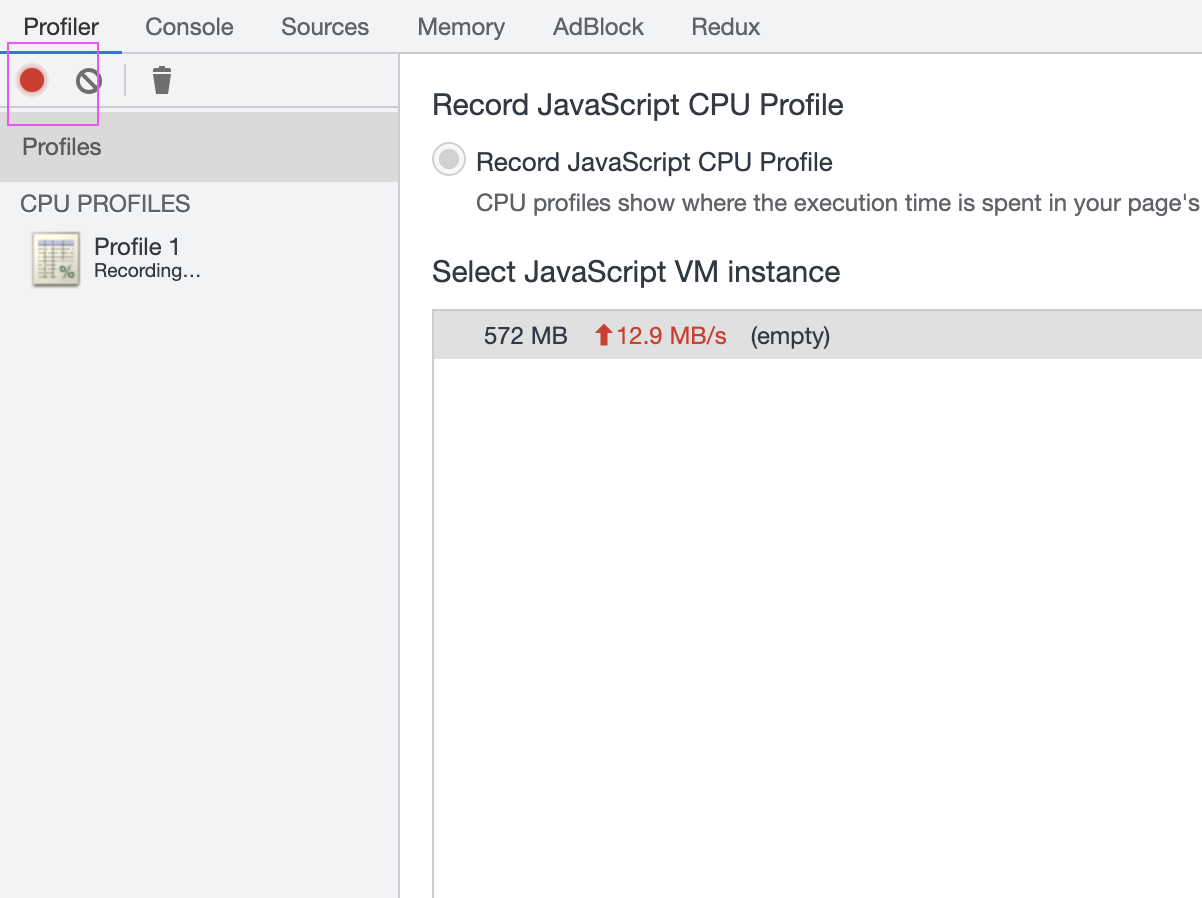 Profiler Console Sources Memory AdBlock Redux
Profiles
CPU PROFILES
Profile 1
Recording…
Record JavaScript CPU Profile
Record JavaScript CPU Profile
CPU profiles show where the execution time is spent in your page's
Select JavaScript VM instance
572 MB 12.9 MB/s (empty)